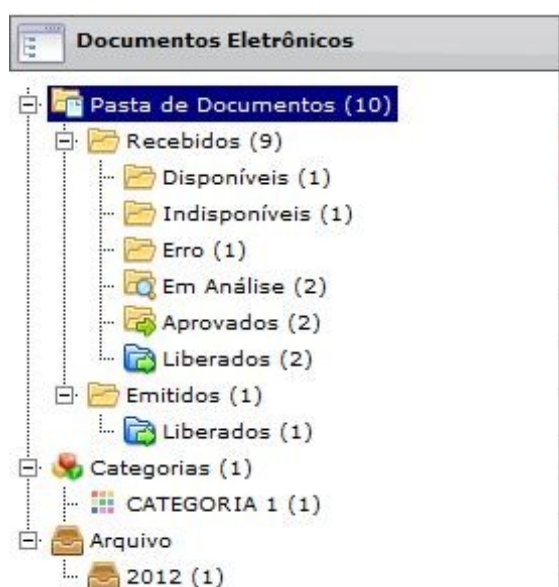 Documentos Eletrônicos
Pasta de Documentos (10)
Recebidos (9)
Disponíveis (1)
Indisponíveis (1)
Erro (1)
Em Análise (2)
Aprovados (2)
Liberados (2)
Emitidos (1)
Liberados (1)
Categorias (1)
CATEGORIA 1 (1)
Arquivo
2012 (1)